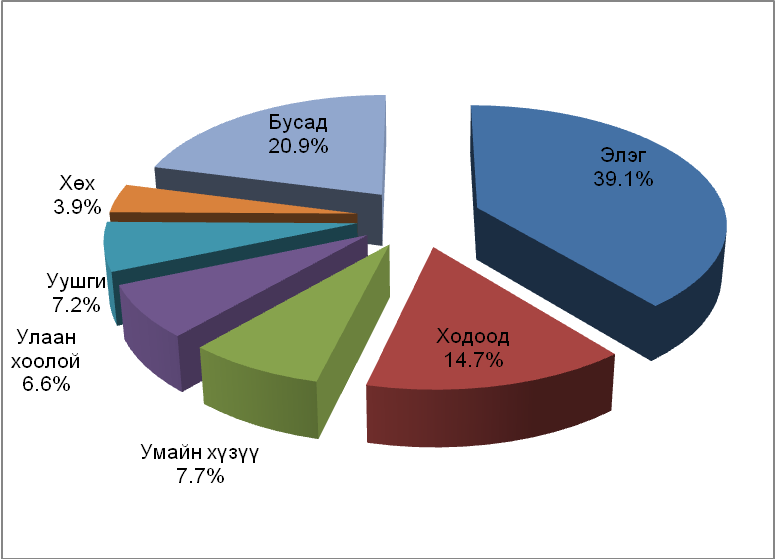 Бусад
20.9%
Элэг
39.1%
Хөх
3.9%
Уушги
7.2%
Улаан
хоолой
6.6%
Ходоод
14.7%
Умайн хүзүү
7.7%